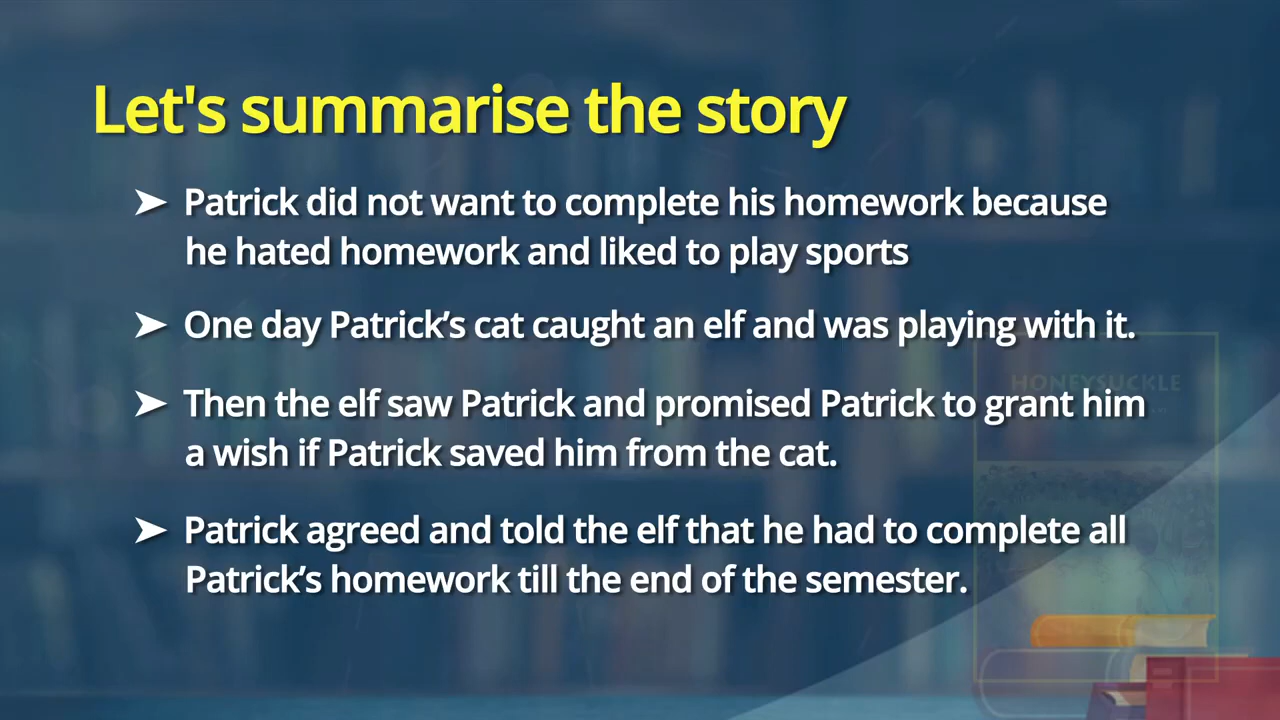 Let's summarise the story
➤ Patrick did not want to complete his homework because
he hated homework and liked to play sports
➤ One day Patrick’s cat caught an elf and was playing with it.
➤ Then the elf saw Patrick and promised Patrick to grant him
a wish if Patrick saved him from the cat.
➤ Patrick agreed and told the elf that he had to complete all
Patrick’s homework till the end of the semester.
HONEYSUCKLE